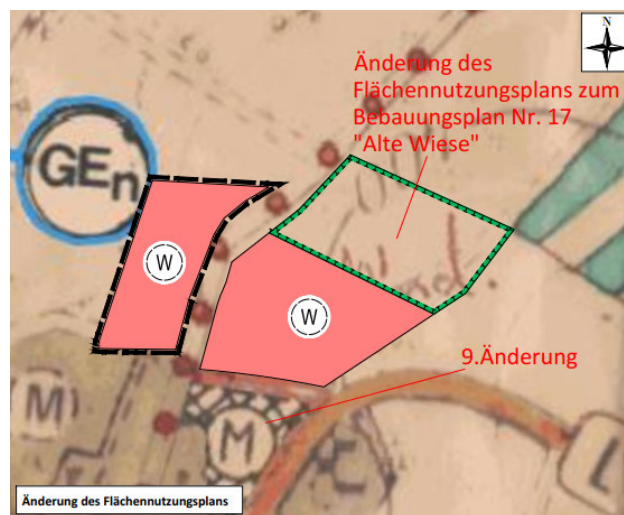 N
Änderung des
Flächennutzungsplans zum
Bebauungsplan Nr. 17
"Alte Wiese"
GEn
W
W
9.Änderung
M
M
L
Änderung des Flächennutzungsplans